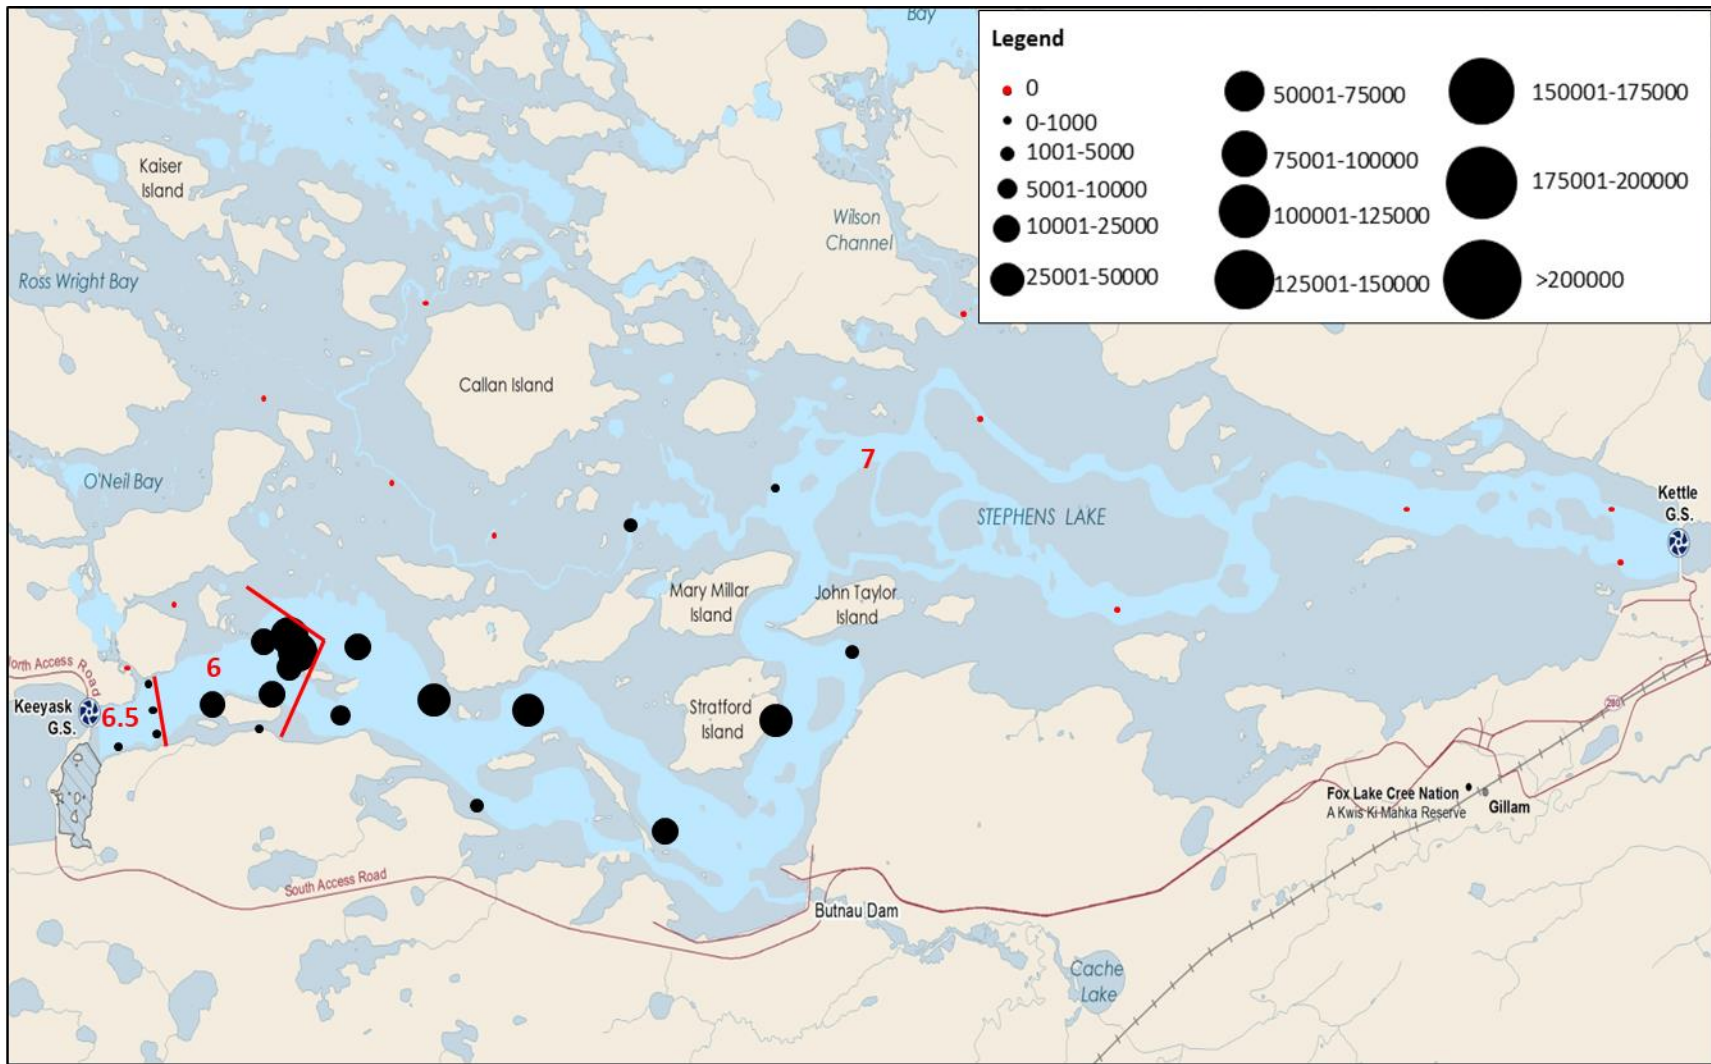 Bay
Legend
0
0-1000
1001-5000
5001-10000
10001-25000
25001-50000
50001-75000
75001-100000
100001-125000
125001-150000
150001-175000
175001-200000
>200000
Kaiser
Island
Wilson
Channel
Ross Wright Bay
Callan Island
O'Neil Bay
7
STEPHENS LAKE
Kettle
G.S.
Mary Millar
Island
John Taylor
Island
North Access Road
6
Keeyask
G.S.
6.5
Stratford
Island
280
Fox Lake Cree Nation
A Kwis Ki Mahka Reserve
Gillam
South Access Road
Butnau Dam
Cache
Lake